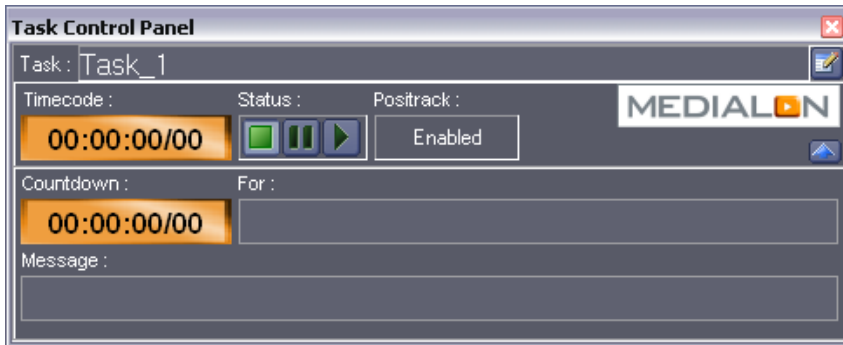 Task Control Panel
Task : Task_1
Timecode : Status : Positrack :
MEDIALON
00:00:00/00 Enabled
Countdown : For :
00:00:00/00
Message :